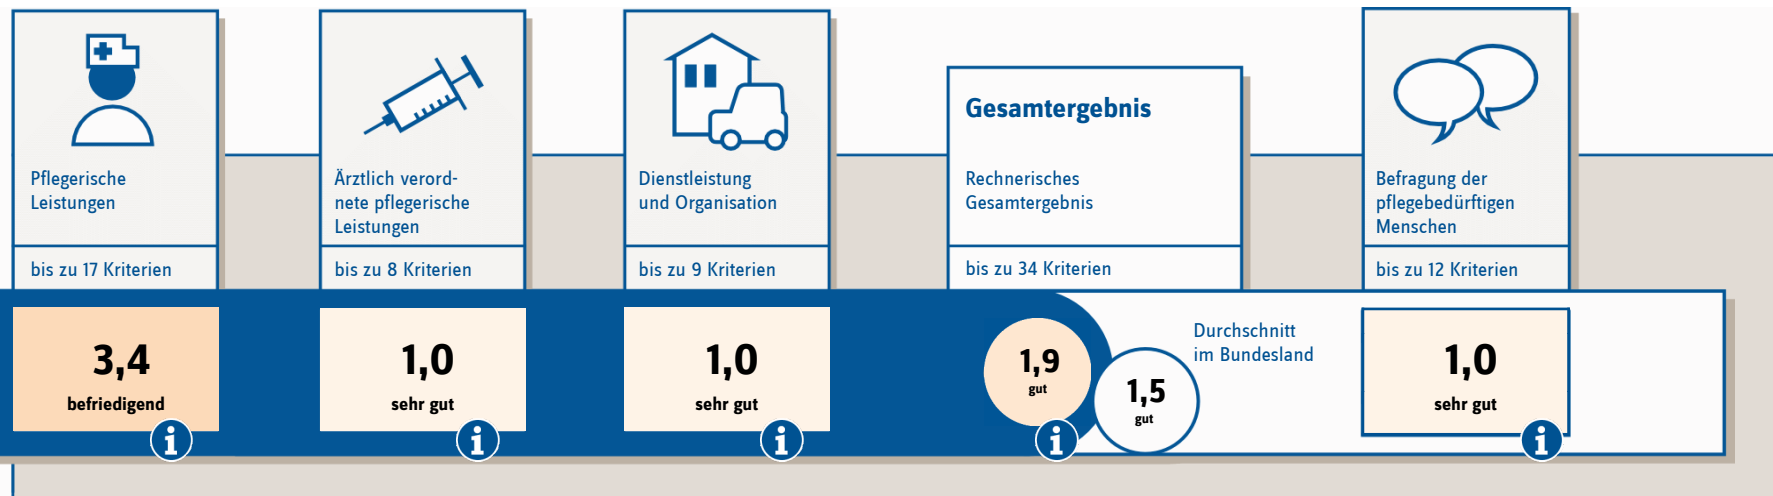 Pflegerische
Leistungen
bis zu 17 Kriterien
3,4
befriedigend
i
Ärztlich verord-
nete pflegerische
Leistungen
bis zu 8 Kriterien
1,0
sehr gut
i
Dienstleistung
und Organisation
bis zu 9 Kriterien
1,0
sehr gut
i
Gesamtergebnis
Rechnerisches
Gesamtergebnis
bis zu 34 Kriterien
1,9
gut
i
1,5
gut
Durchschnitt
im Bundesland
Befragung der
pflegebedürftigen
Menschen
bis zu 12 Kriterien
1,0
sehr gut
i